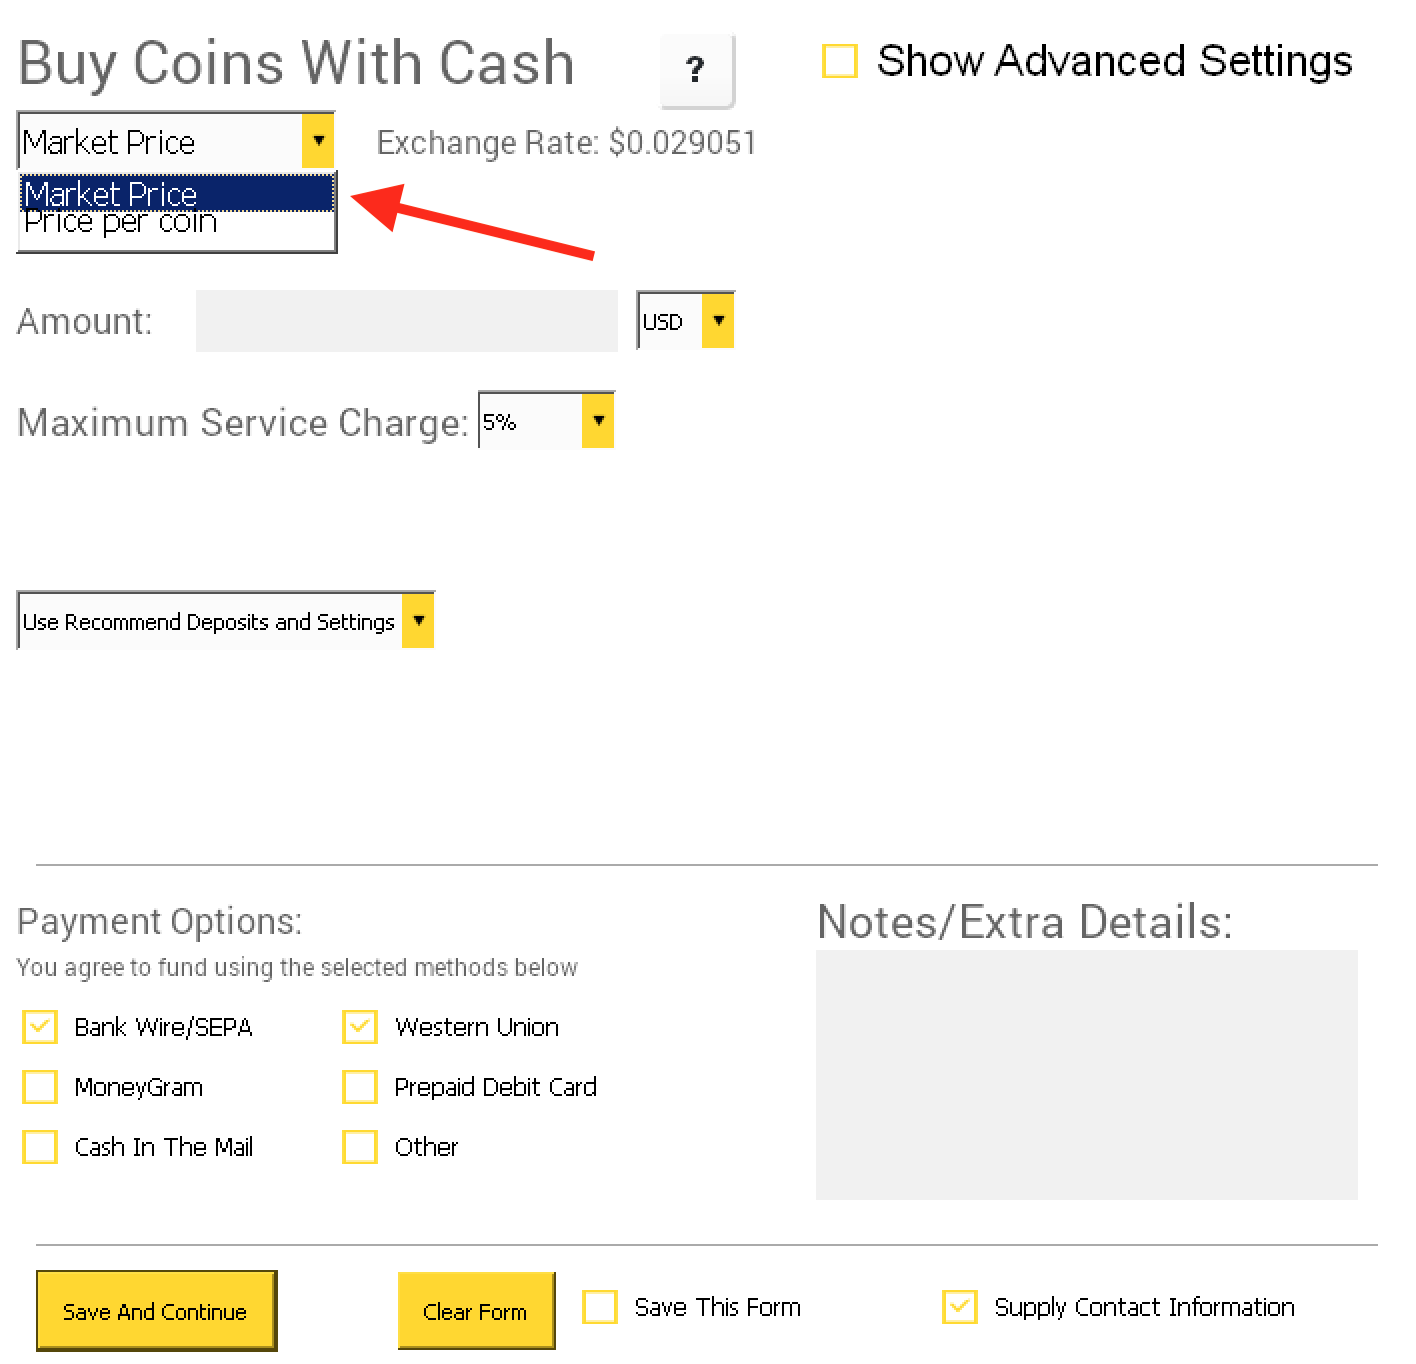 Buy Coins With Cash ? Show Advanced Settings
Market Price Exchange Rate: $0.029051
Market Price
Price per coin
Amount: USD
Maximum Service Charge: 5%
Use Recommend Deposits and Settings
Payment Options: Notes/Extra Details:
You agree to fund using the selected methods below
Bank Wire/SEPA Western Union
MoneyGram Prepaid Debit Card
Cash In The Mail Other
Save And Continue Clear Form Save This Form Supply Contact Information